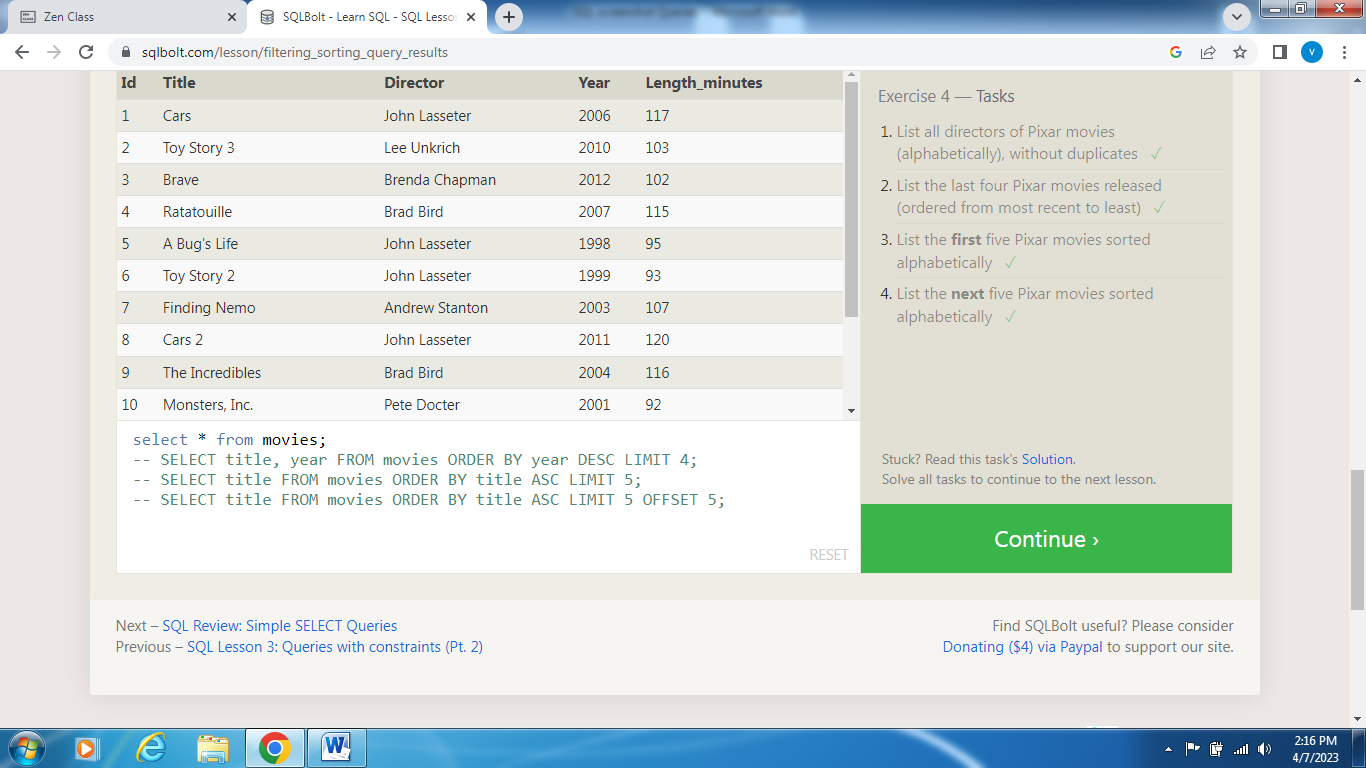 Zen Class
SQLBolt - Learn SQL - SQL Lesson
sqlbolt.com/lesson/filtering_sorting_query_results
V
Id Title Director Year Length_minutes
1 Cars John Lasseter 2006 117
2 Toy Story 3 Lee Unkrich 2010 103
3 Brave Brenda Chapman 2012 102
4 Ratatouille Brad Bird 2007 115
5 A Bug's Life John Lasseter 1998 95
6 Toy Story 2 John Lasseter 1999 93
7 Finding Nemo Andrew Stanton 2003 107
8 Cars 2 John Lasseter 2011 120
9 The Incredibles Brad Bird 2004 116
10 Monsters, Inc. Pete Docter 2001 92
select * from movies;
-- SELECT title, year FROM movies ORDER BY year DESC LIMIT 4;
-- SELECT title FROM movies ORDER BY title ASC LIMIT 5;
-- SELECT title FROM movies ORDER BY title ASC LIMIT 5 OFFSET 5;
RESET
Exercise 4 — Tasks
1. List all directors of Pixar movies
(alphabetically), without duplicates ✓
2. List the last four Pixar movies released
(ordered from most recent to least) ✓
3. List the first five Pixar movies sorted
alphabetically ✓
4. List the next five Pixar movies sorted
alphabetically ✓
Stuck? Read this task's Solution.
Solve all tasks to continue to the next lesson.
Continue ›
Next – SQL Review: Simple SELECT Queries
Previous – SQL Lesson 3: Queries with constraints (Pt. 2)
Find SQLBolt useful? Please consider
Donating ($4) via Paypal to support our site.
2:16 PM
4/7/2023